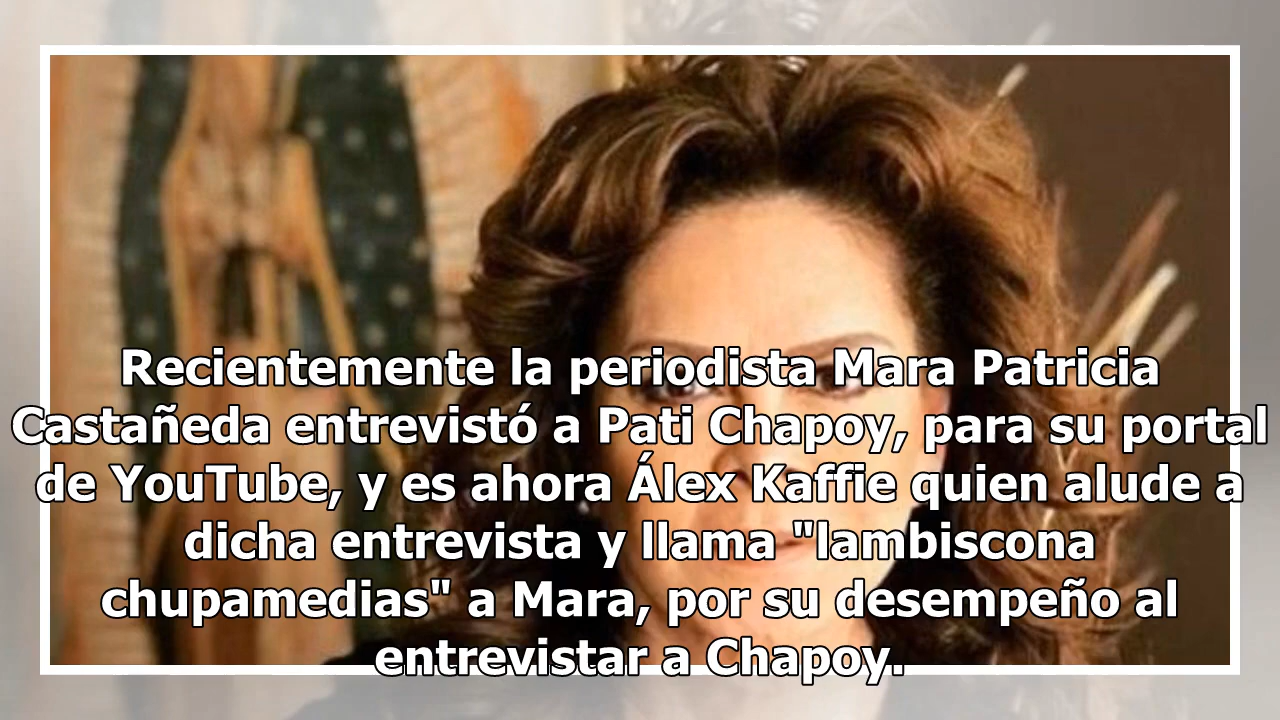 Recientemente la periodista Mara Patricia
Castañeda entrevistó a Pati Chapoy, para su portal
de YouTube, y es ahora Álex Kaffie quien alude a
dicha entrevista y llama "lambiscona
chupamedias" a Mara, por su desempeño al
entrevistar a Chapoy.